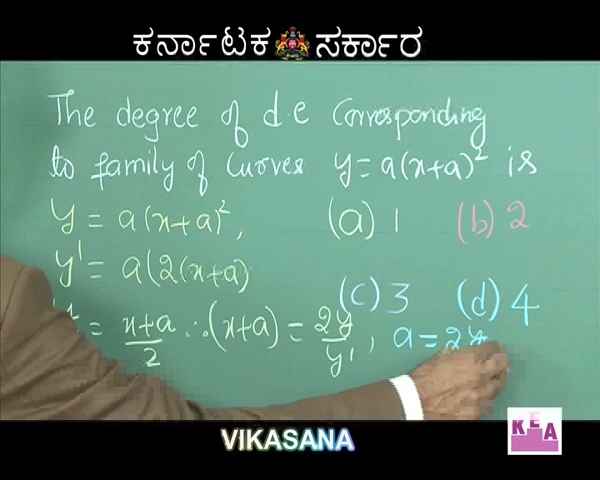 ಕರ್ನಾಟಕ ಸರ್ಕಾರ
The degree of d.e Corresponding
to family of Curves y = a(x+a)² is
y = a(x+a)², (a) 1 (b) 2
y' = a(2(x+a)
(c) 3 (d) 4
= x+a/2 ∴ (x+a) = 2y/y', a = 2y
VIKASANA
KEA